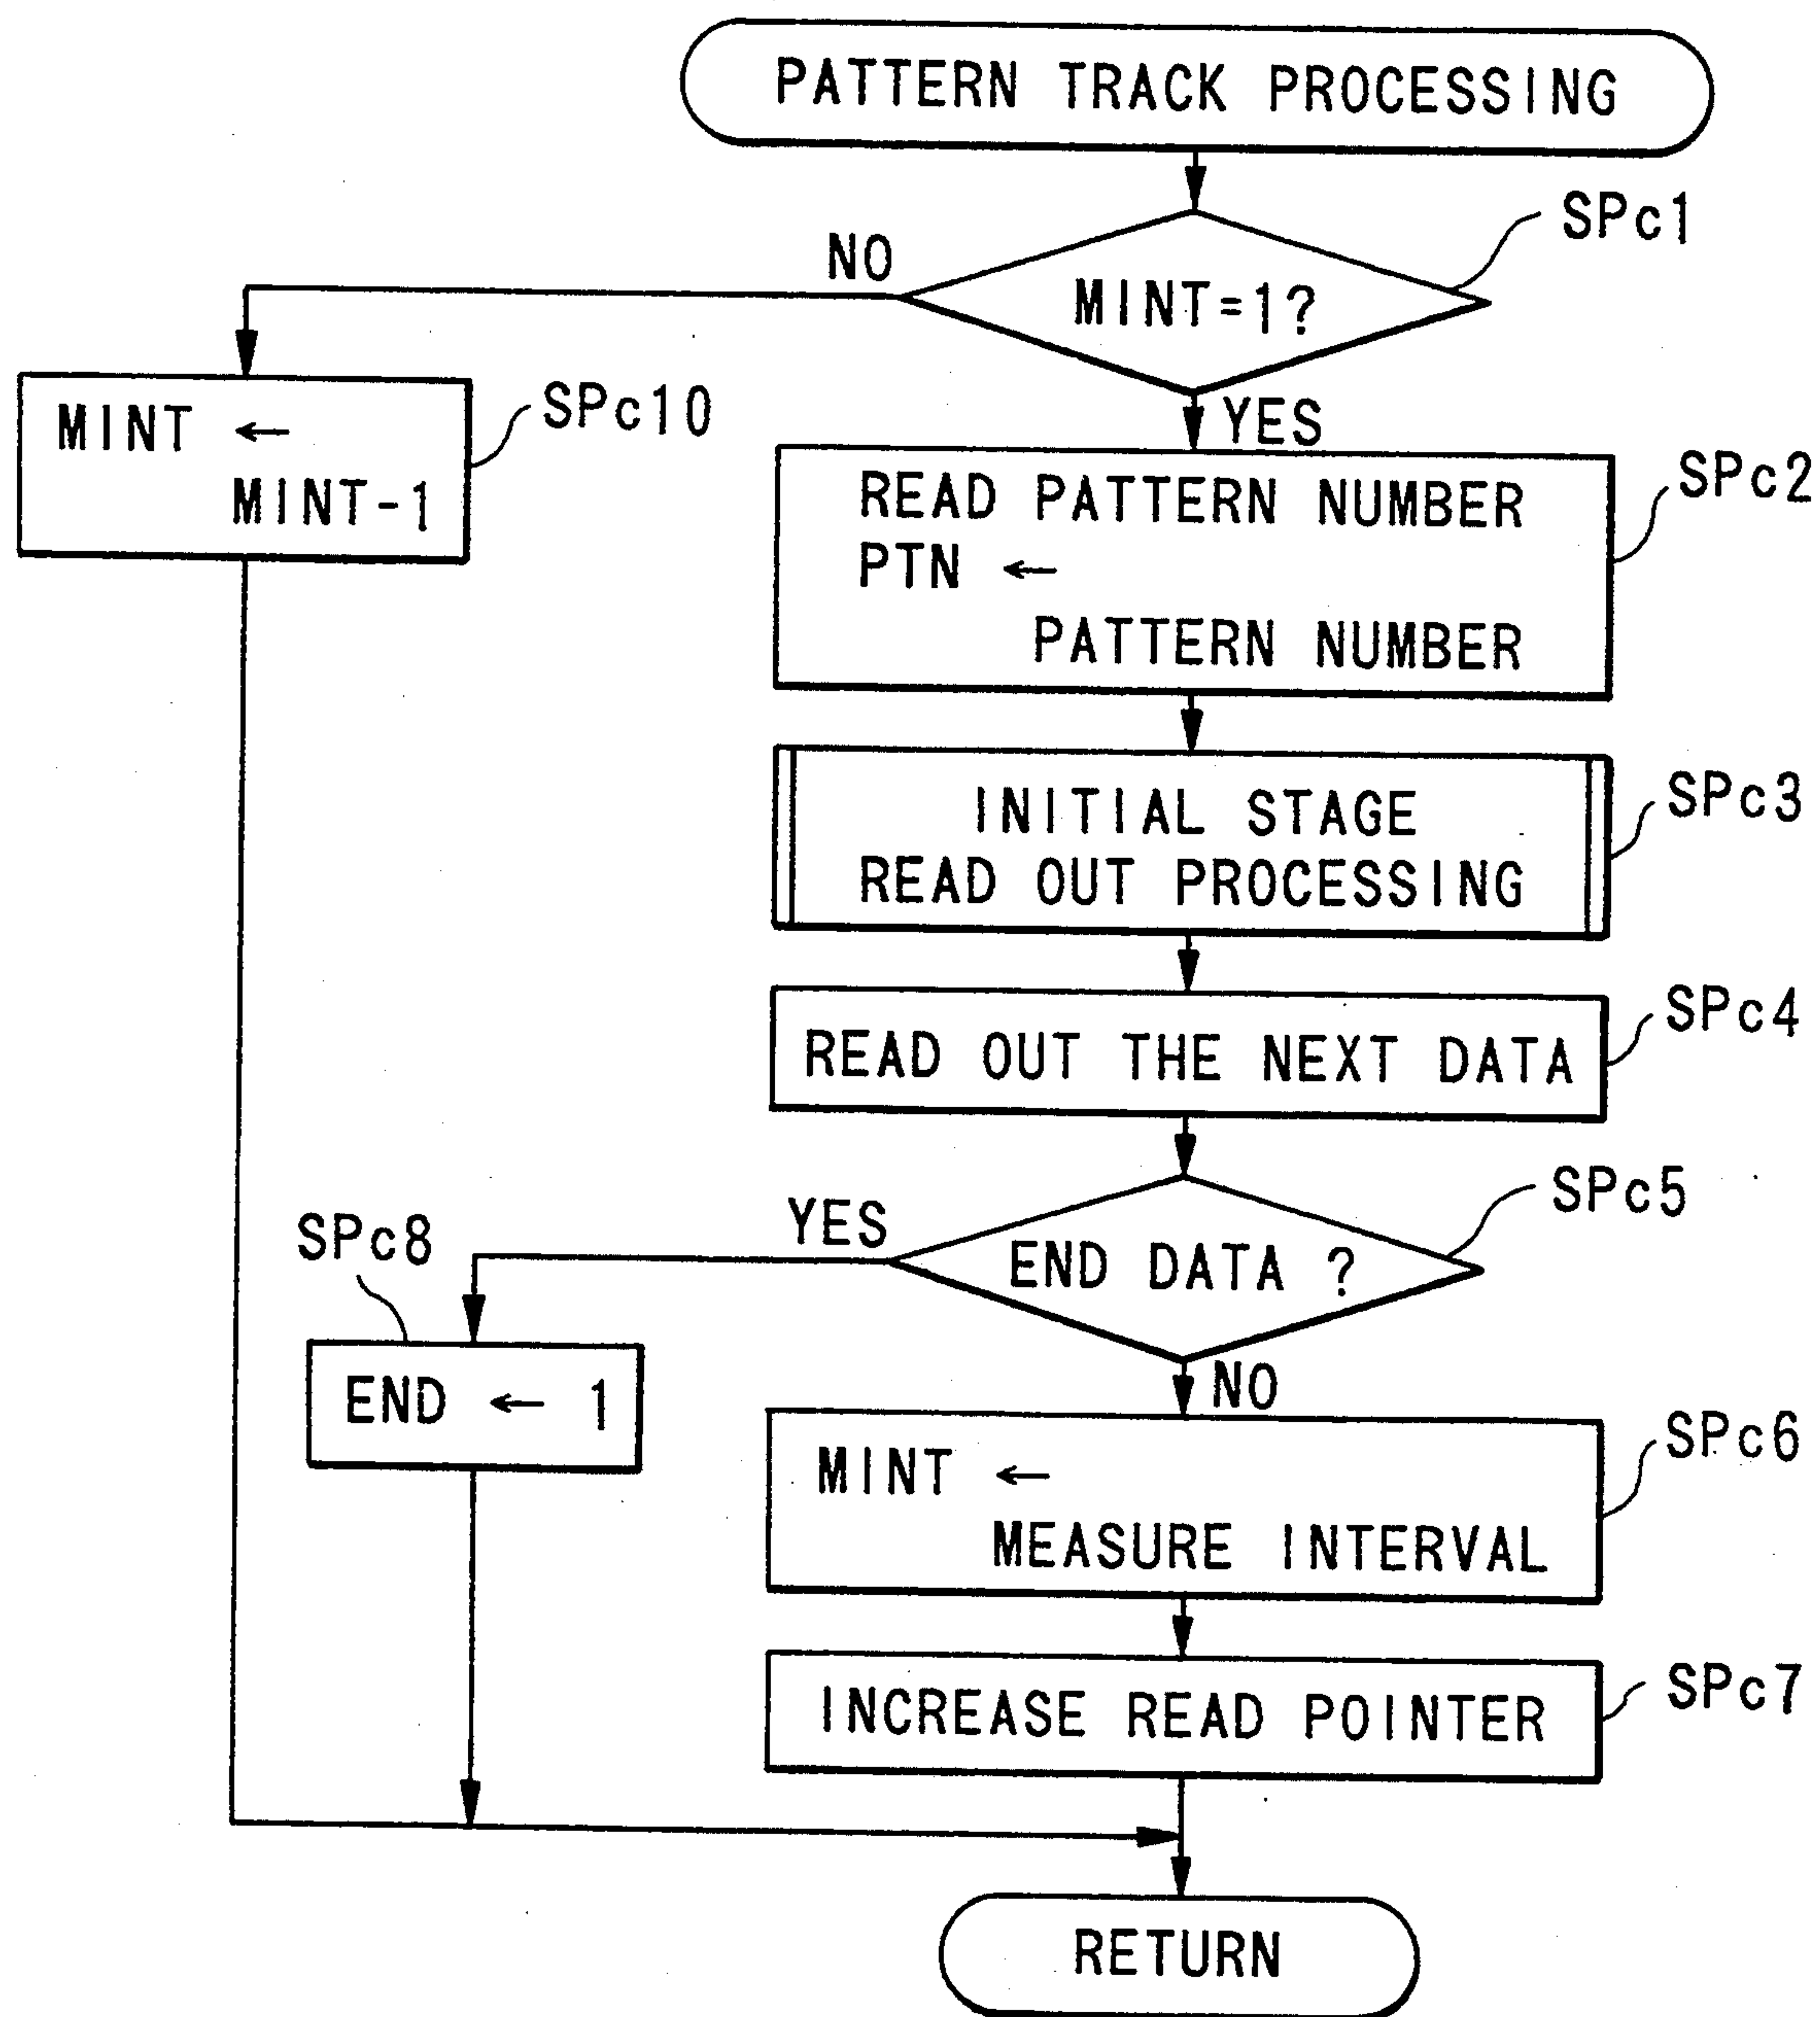 PATTERN TRACK PROCESSING
SPc1
NO
MINT=1?
SPc10
MINT ←
MINT-1
YES
SPc2
READ PATTERN NUMBER
PTN ←
PATTERN NUMBER
SPc3
INITIAL STAGE
READ OUT PROCESSING
SPc4
READ OUT THE NEXT DATA
SPc5
YES
SPc8
END DATA ?
END ← 1
NO
SPc6
MINT ←
MEASURE INTERVAL
SPc7
INCREASE READ POINTER
RETURN